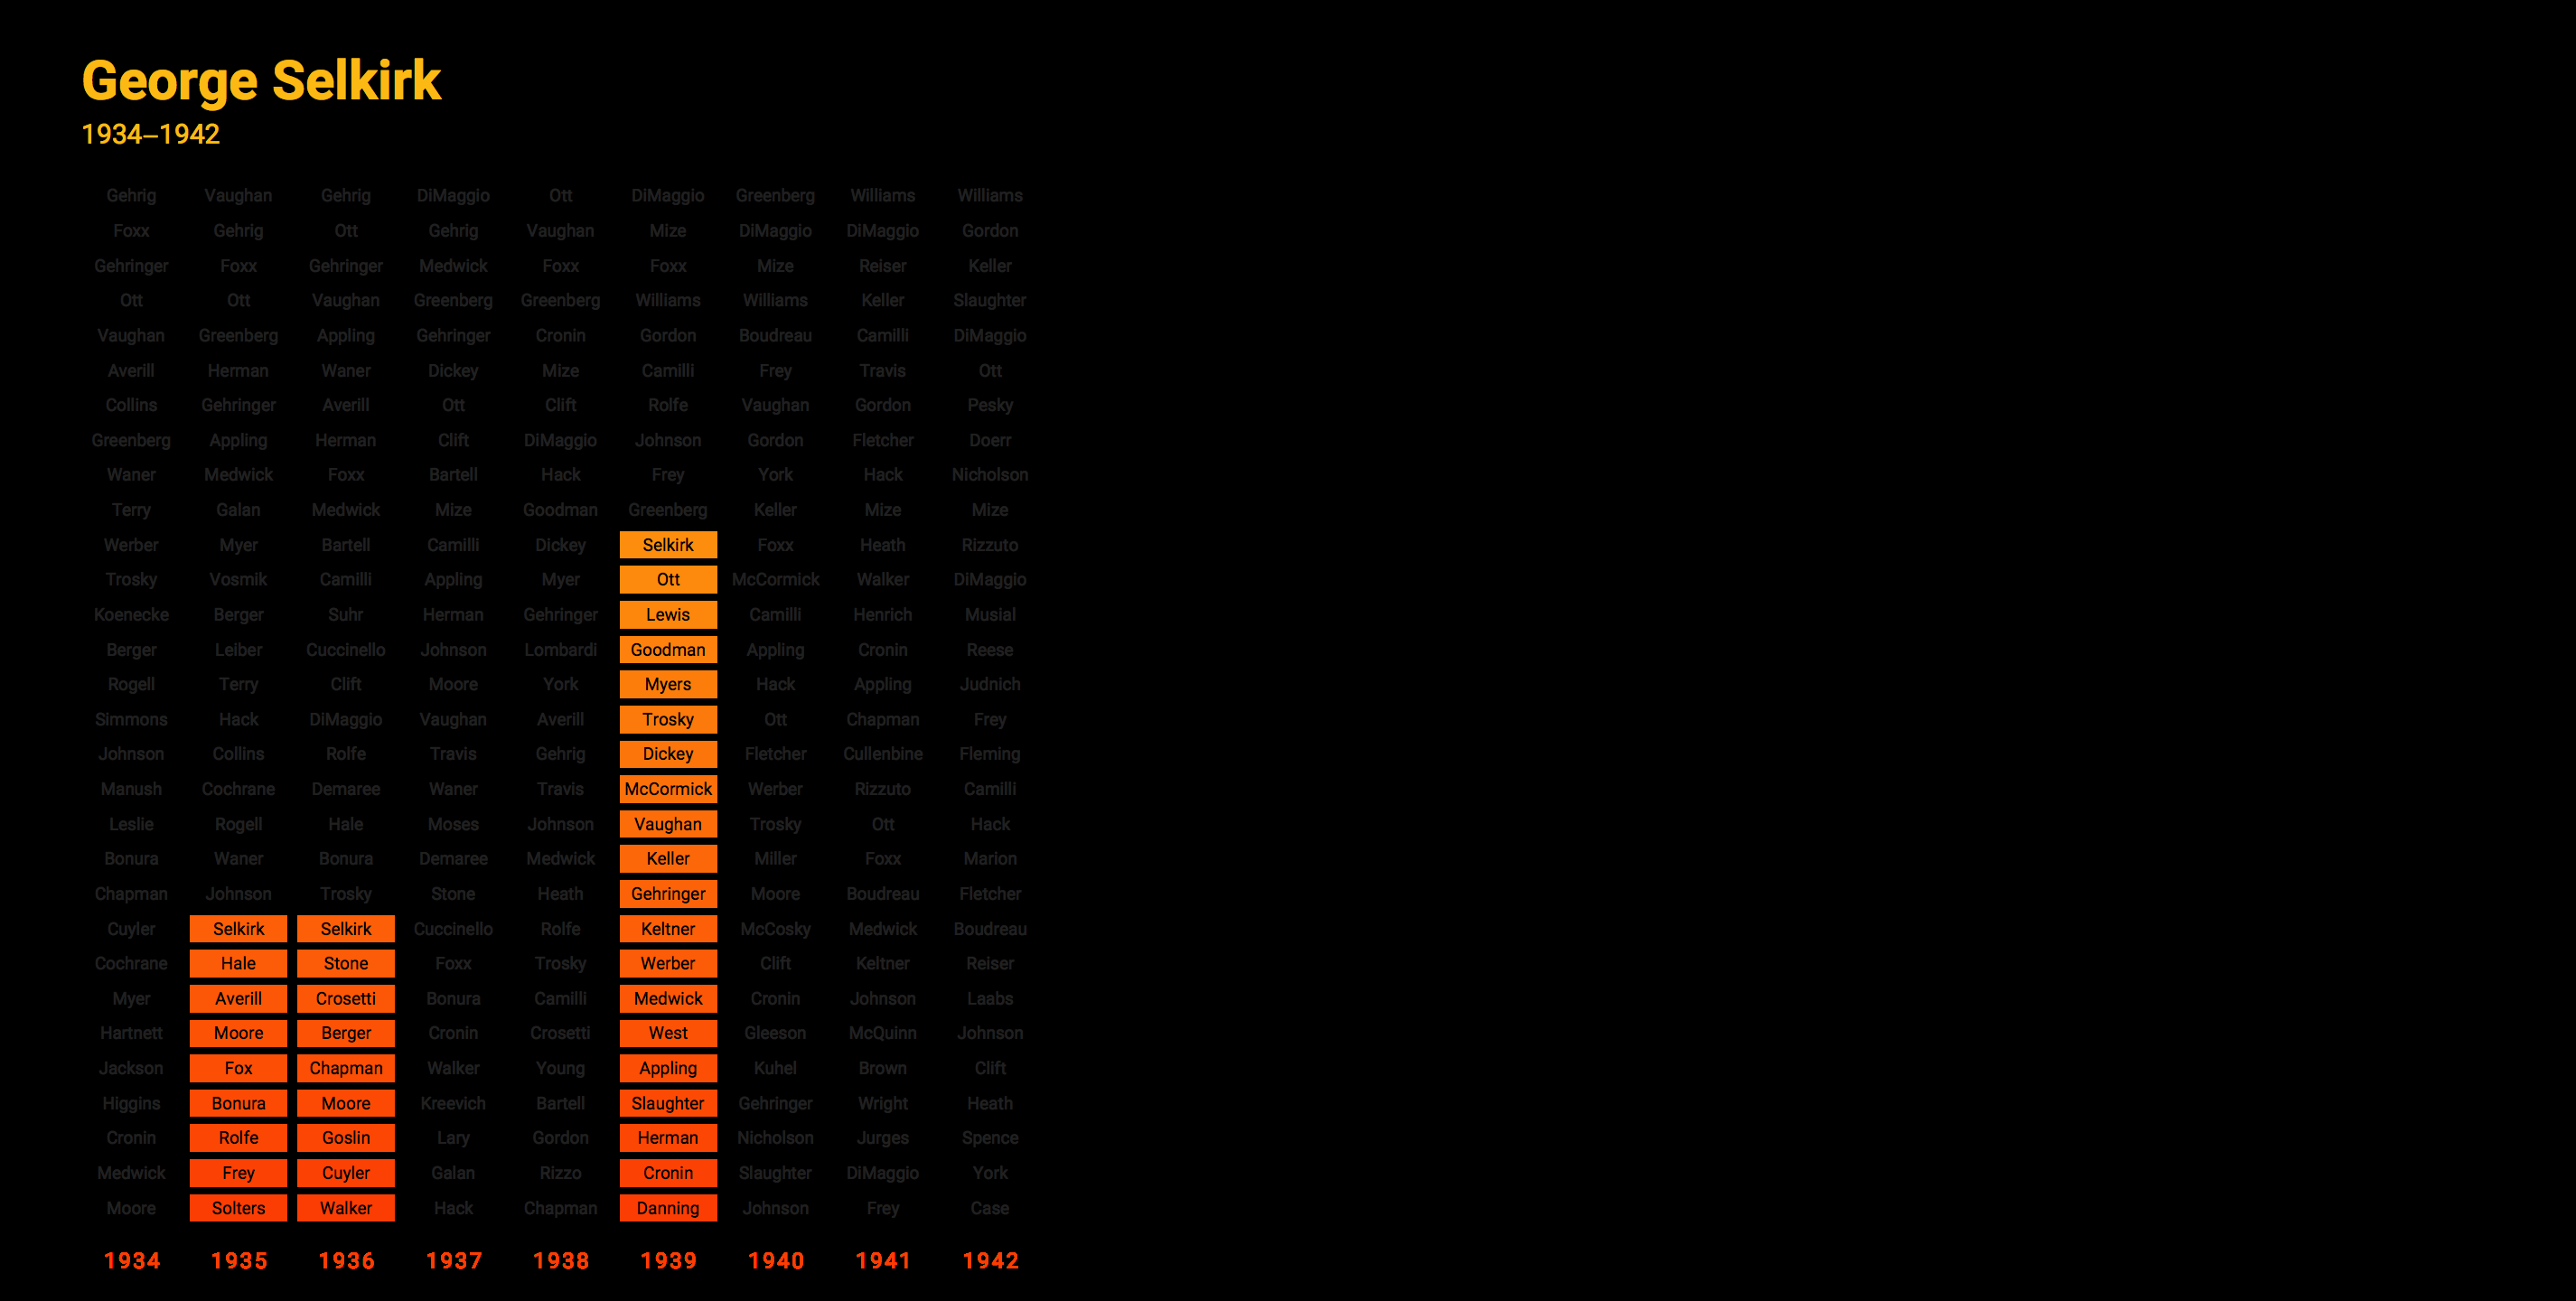 George Selkirk
1934–1942
Gehrig Vaughan Gehrig DiMaggio Ott DiMaggio Greenberg Williams Williams
Foxx Gehrig Ott Gehrig Vaughan Mize DiMaggio DiMaggio Gordon
Gehringer Foxx Gehringer Medwick Foxx Foxx Mize Reiser Keller
Ott Ott Vaughan Greenberg Greenberg Williams Williams Keller Slaughter
Vaughan Greenberg Appling Gehringer Cronin Gordon Boudreau Camilli DiMaggio
Averill Herman Waner Dickey Mize Camilli Frey Travis Ott
Collins Gehringer Averill Ott Clift Rolfe Vaughan Gordon Pesky
Greenberg Appling Herman Clift DiMaggio Johnson Gordon Fletcher Doerr
Waner Medwick Foxx Bartell Hack Frey York Hack Nicholson
Terry Galan Medwick Mize Goodman Greenberg Keller Mize Mize
Werber Myer Bartell Camilli Dickey Selkirk Foxx Heath Rizzuto
Trosky Vosmik Camilli Appling Myer Ott McCormick Walker DiMaggio
Koenecke Berger Suhr Herman Gehringer Lewis Camilli Henrich Musial
Berger Leiber Cuccinello Johnson Lombardi Goodman Appling Cronin Reese
Rogell Terry Clift Moore York Myers Hack Appling Judnich
Simmons Hack DiMaggio Vaughan Averill Trosky Ott Chapman Frey
Johnson Collins Rolfe Travis Gehrig Dickey Fletcher Cullenbine Fleming
Manush Cochrane Demaree Waner Travis McCormick Werber Rizzuto Camilli
Leslie Rogell Hale Moses Johnson Vaughan Trosky Ott Hack
Bonura Waner Bonura Demaree Medwick Keller Miller Foxx Marion
Chapman Johnson Trosky Stone Heath Gehringer Moore Boudreau Fletcher
Cuyler Selkirk Selkirk Cuccinello Rolfe Keltner McCosky Medwick Boudreau
Cochrane Hale Stone Foxx Trosky Werber Clift Keltner Reiser
Myer Averill Crosetti Bonura Camilli Medwick Cronin Johnson Laabs
Hartnett Moore Berger Cronin Crosetti West Gleeson McQuinn Johnson
Jackson Fox Chapman Walker Young Appling Kuhel Brown Clift
Higgins Bonura Moore Kreevich Bartell Slaughter Gehringer Wright Heath
Cronin Rolfe Goslin Lary Gordon Herman Nicholson Jurges Spence
Medwick Frey Cuyler Galan Rizzo Cronin Slaughter DiMaggio York
Moore Solters Walker Hack Chapman Danning Johnson Frey Case
1934 1935 1936 1937 1938 1939 1940 1941 1942